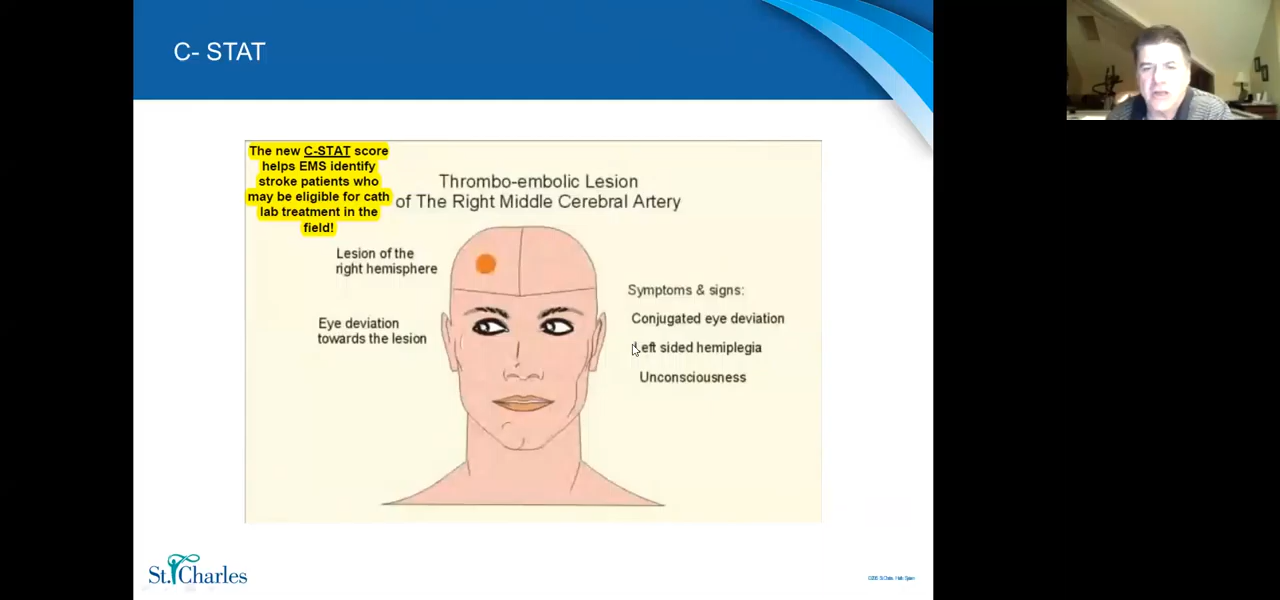 C- STAT
The new C-STAT score
helps EMS identify
stroke patients who
may be eligible for cath
lab treatment in the
field!
Thrombo-embolic Lesion
of The Right Middle Cerebral Artery
Lesion of the
right hemisphere
Eye deviation
towards the lesion
Symptoms & signs:
Conjugated eye deviation
Left sided hemiplegia
Unconsciousness
St. Charles